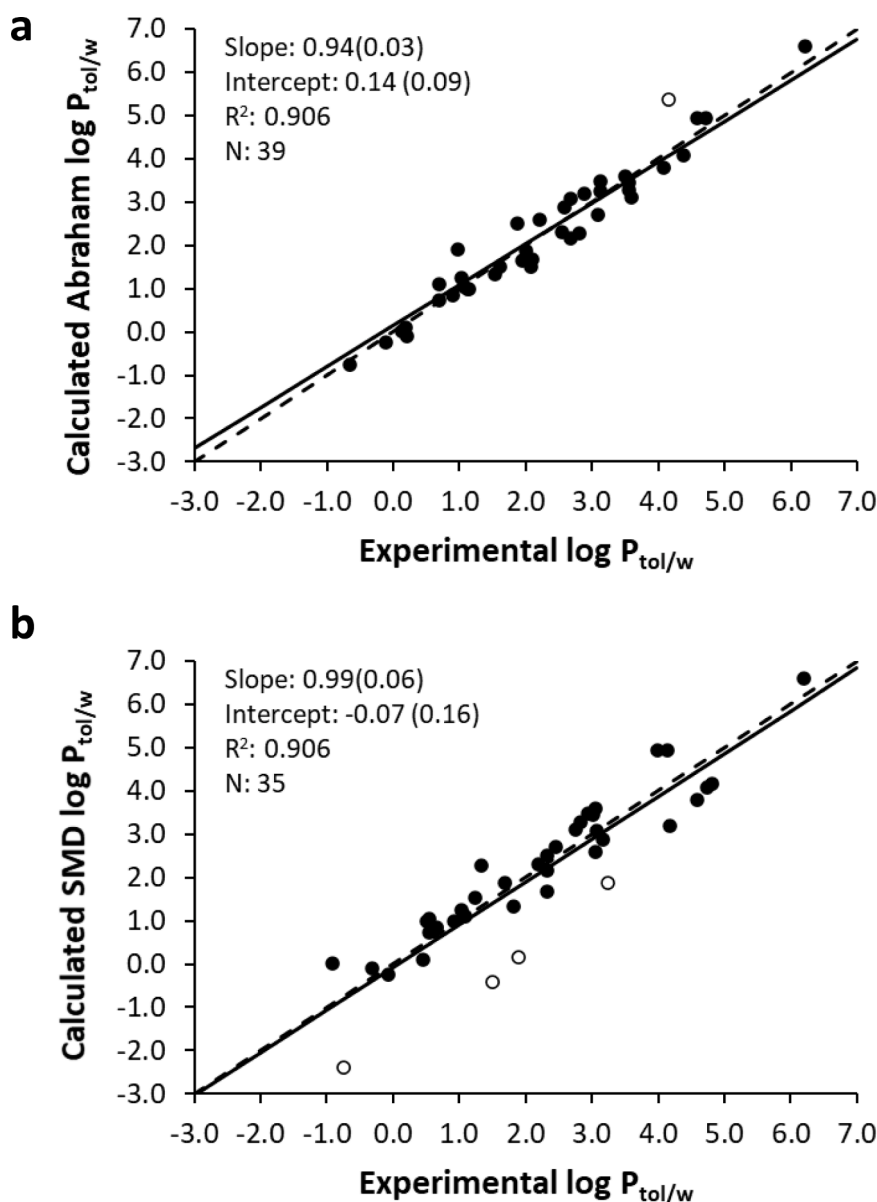 a
Calculated Abraham log P_tol/w
7.0
6.0
5.0
4.0
3.0
2.0
1.0
0.0
-1.0
-2.0
-3.0
Slope: 0.94(0.03)
Intercept: 0.14 (0.09)
R²: 0.906
N: 39
-3.0 -2.0 -1.0 0.0 1.0 2.0 3.0 4.0 5.0 6.0 7.0
Experimental log P_tol/w
b
Calculated SMD log P_tol/w
7.0
6.0
5.0
4.0
3.0
2.0
1.0
0.0
-1.0
-2.0
-3.0
Slope: 0.99(0.06)
Intercept: -0.07 (0.16)
R²: 0.906
N: 35
-3.0 -2.0 -1.0 0.0 1.0 2.0 3.0 4.0 5.0 6.0 7.0
Experimental log P_tol/w